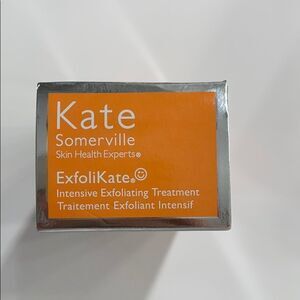 Kate
Somerville
Skin Health Experts®
ExfoliKate®
Intensive Exfoliating Treatment
Traitement Exfoliant Intensif